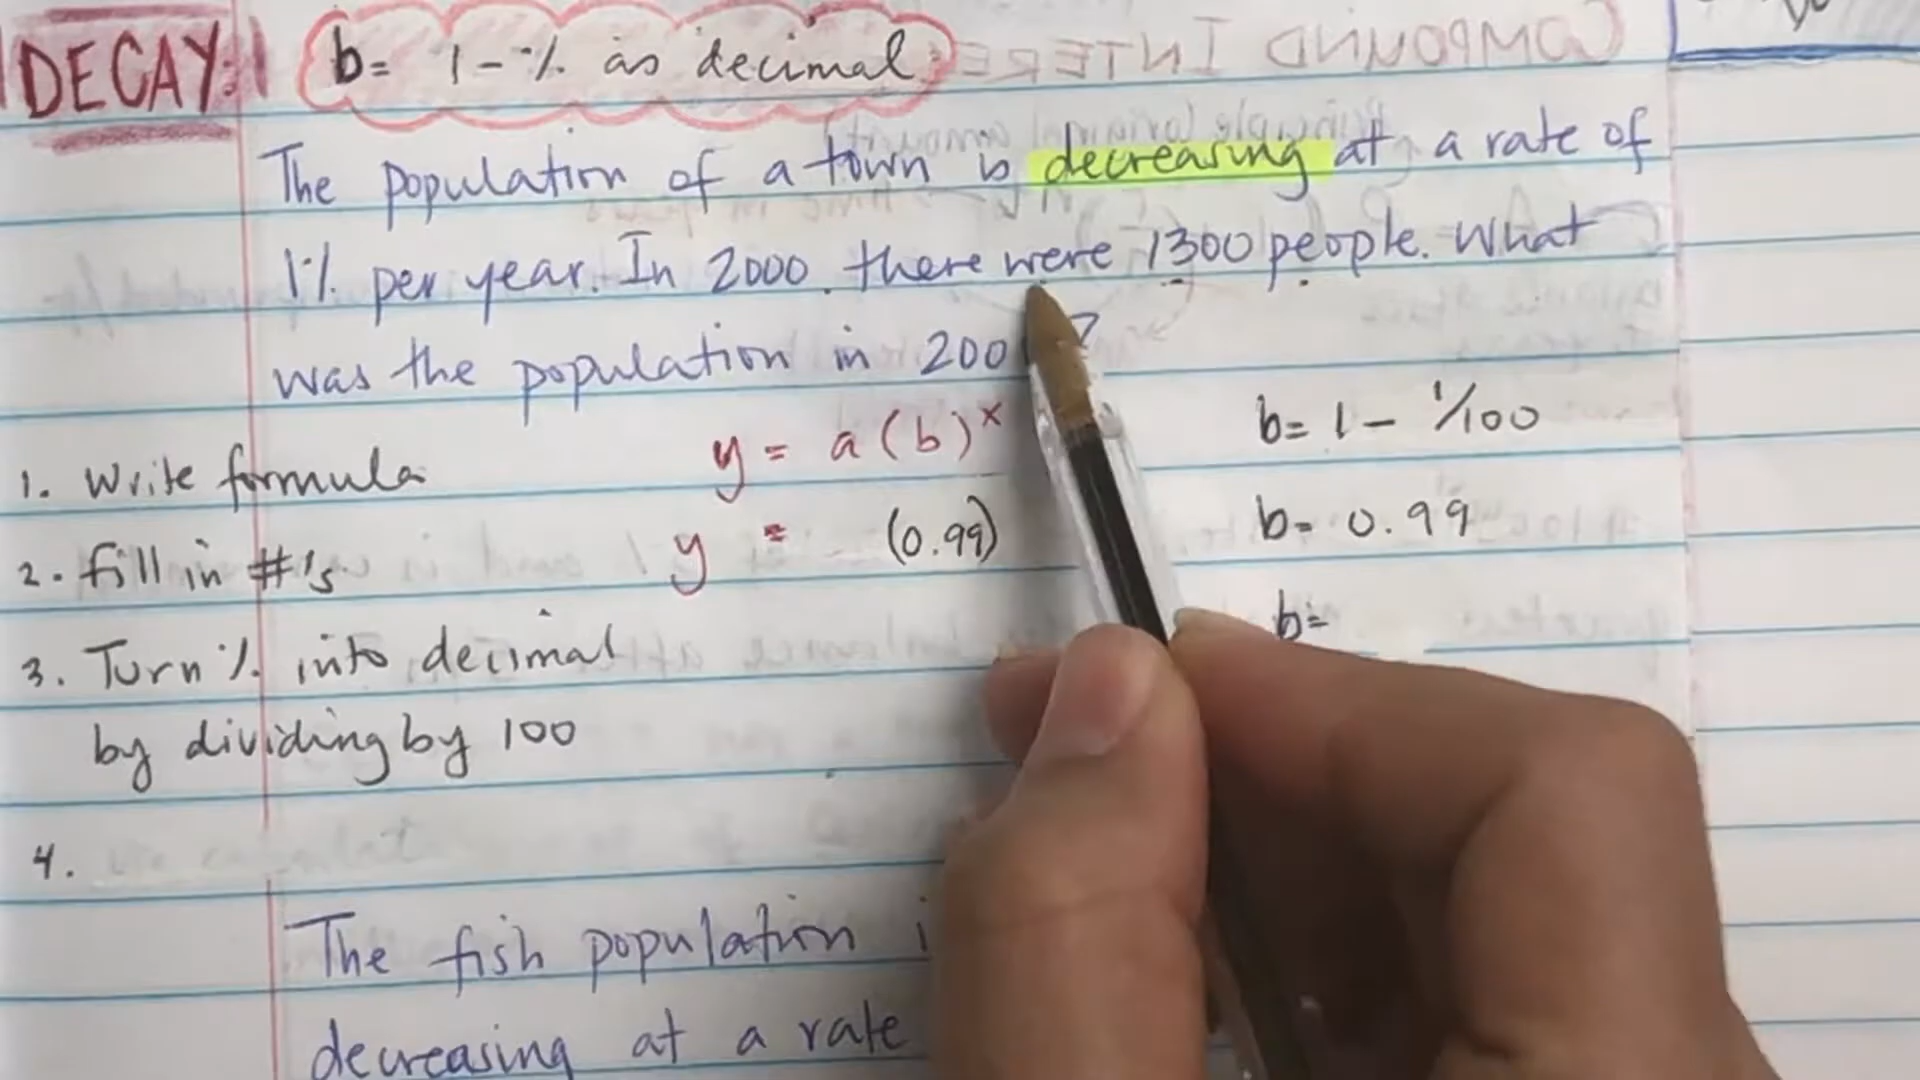 DECAY: b= 1-% as decimal
The population of a town is decreasing at a rate of
1% per year. In 2000 there were 1300 people. What
was the population in 200 ?
1. Write formula y = a(b)^x b= 1 - 1/100
2. fill in #'s y = (0.99) b= 0.99
3. Turn % into decimal b=
by dividing by 100
4.
The fish population
decreasing at a rate